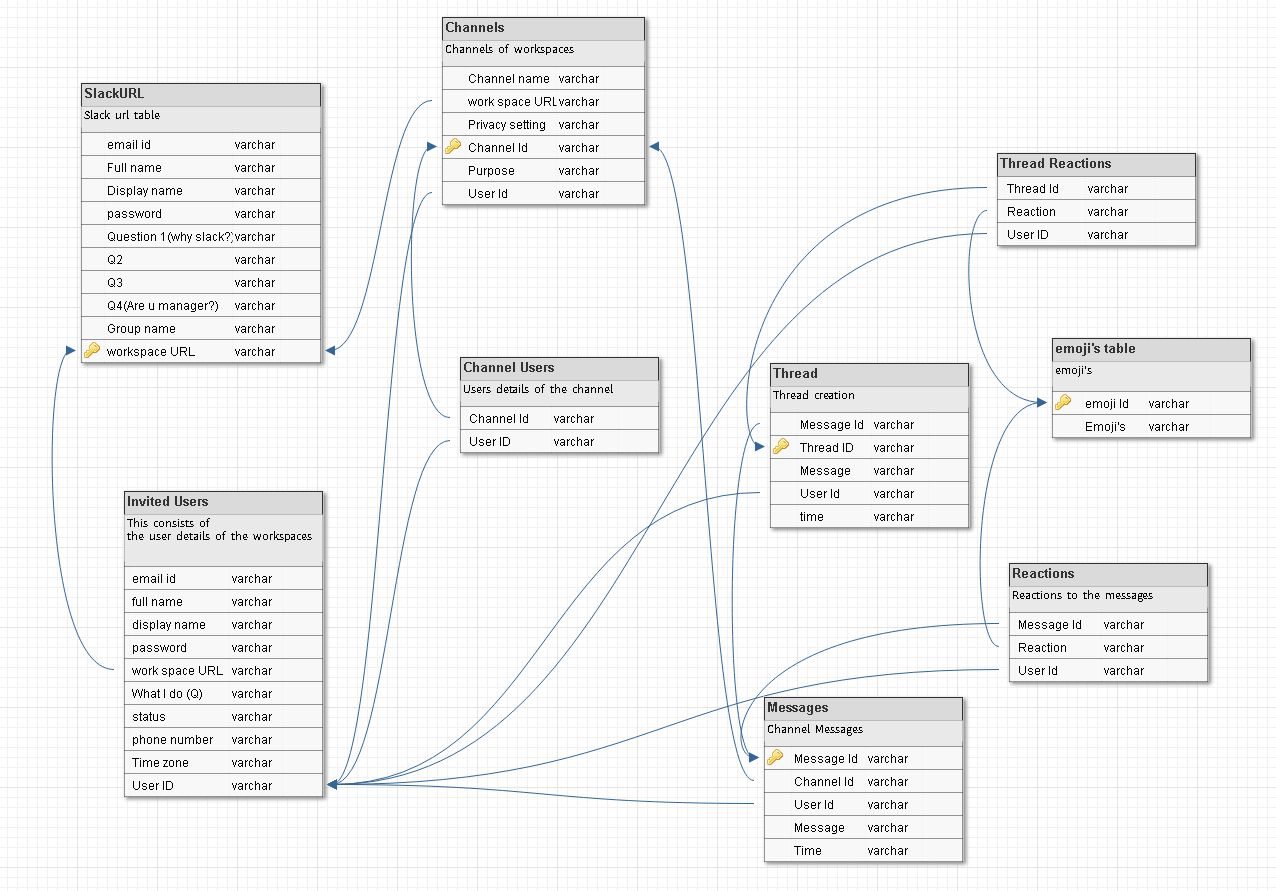 Channels
Channels of workspaces
Channel name varchar
work space URL varchar
Privacy setting varchar
Channel Id varchar
Purpose varchar
User Id varchar
SlackURL
Slack url table
email id varchar
Full name varchar
Display name varchar
password varchar
Question 1(why slack?) varchar
Q2 varchar
Q3 varchar
Q4(Are u manager?) varchar
Group name varchar
workspace URL varchar
Thread Reactions
Thread Id varchar
Reaction varchar
User ID varchar
emoji's table
emoji's
emoji Id varchar
Emoji's varchar
Channel Users
Users details of the channel
Channel Id varchar
User ID varchar
Thread
Thread creation
Message Id varchar
Thread ID varchar
Message varchar
User Id varchar
time varchar
Invited Users
This consists of
the user details of the workspaces
email id varchar
full name varchar
display name varchar
password varchar
work space URL varchar
What I do (Q) varchar
status varchar
phone number varchar
Time zone varchar
User ID varchar
Reactions
Reactions to the messages
Message Id varchar
Reaction varchar
User Id varchar
Messages
Channel Messages
Message Id varchar
Channel Id varchar
User Id varchar
Message varchar
Time varchar